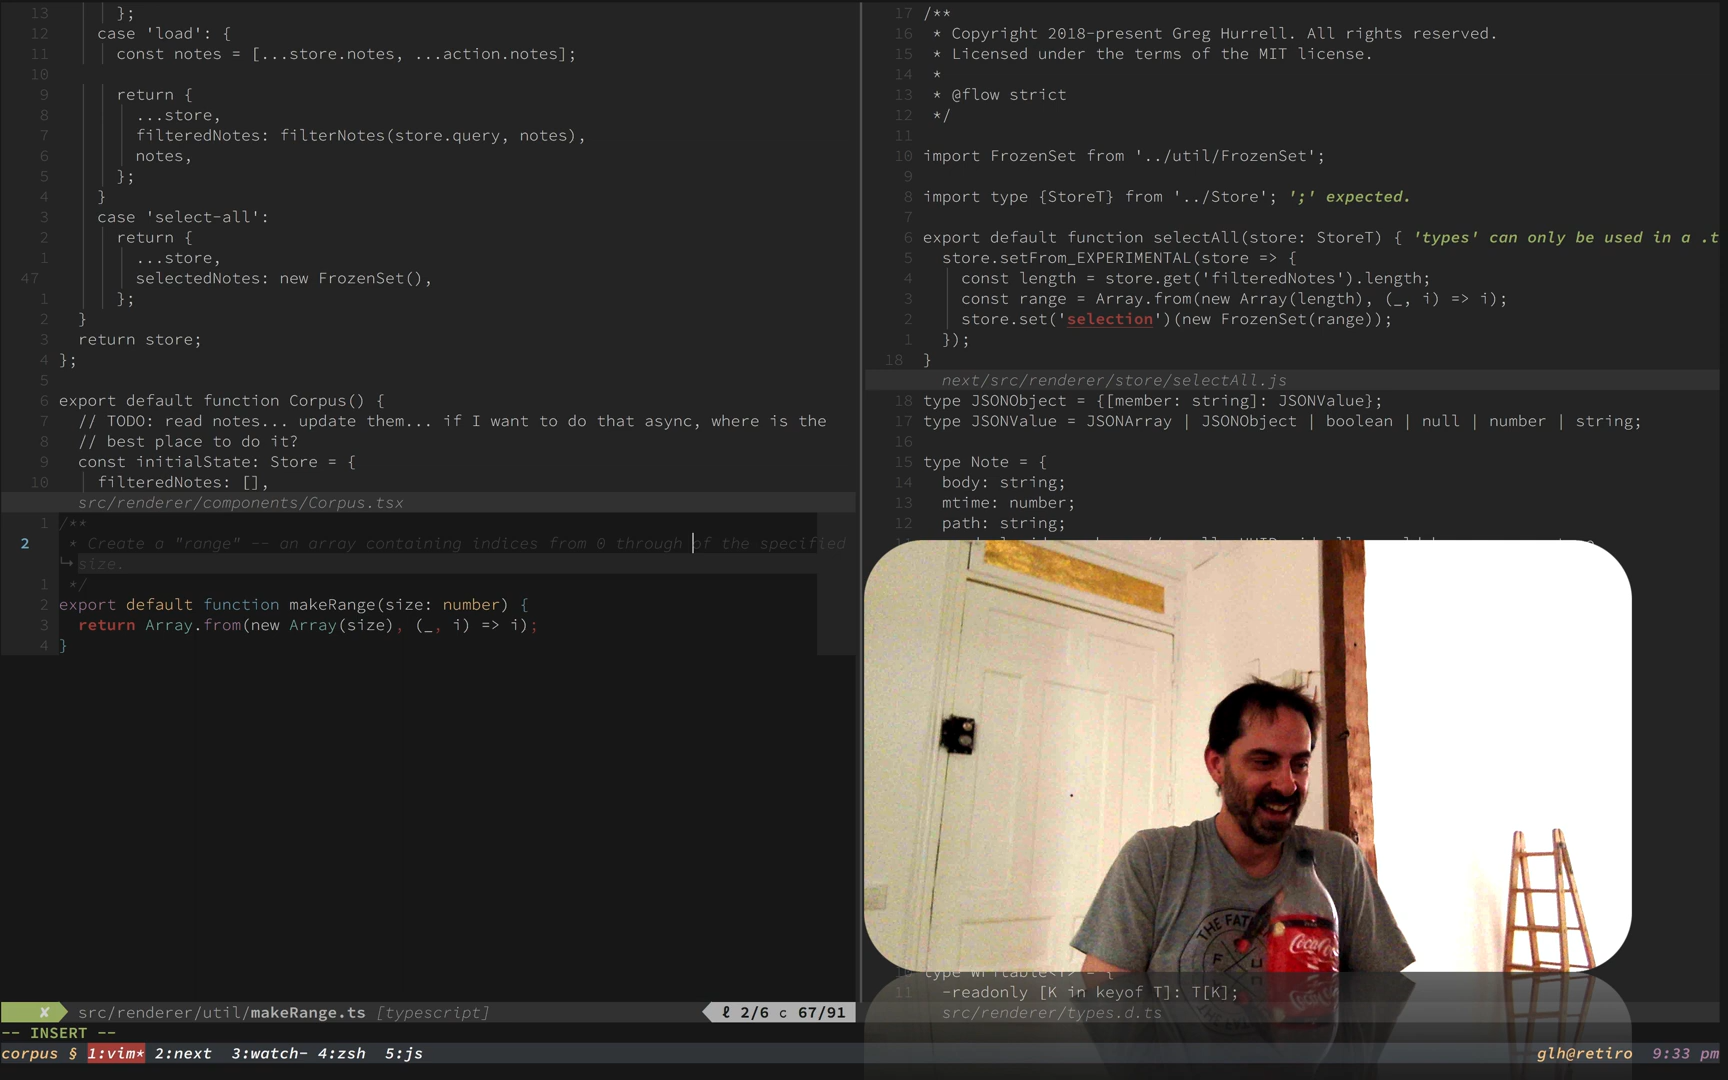 13 };
12 case 'load': {
11 const notes = [...store.notes, ...action.notes];
10
9 return {
8 ...store,
7 filteredNotes: filterNotes(store.query, notes),
6 notes,
5 };
4 }
3 case 'select-all':
2 return {
1 ...store,
47 selectedNotes: new FrozenSet(),
1 };
2 }
3 return store;
4 };
5
6 export default function Corpus() {
7 // TODO: read notes... update them... if I want to do that async, where is the
8 // best place to do it?
9 const initialState: Store = {
10 filteredNotes: [],
src/renderer/components/Corpus.tsx
1 /**
2 * Create a "range" -- an array containing indices from 0 through of the specified
↪ size.
1 */
2 export default function makeRange(size: number) {
3 return Array.from(new Array(size), (_, i) => i);
4 }
✘ src/renderer/util/makeRange.ts [typescript] ℓ 2/6 c 67/91
-- INSERT --
corpus § 1:vim* 2:next 3:watch- 4:zsh 5:js
17 /**
16 * Copyright 2018-present Greg Hurrell. All rights reserved.
15 * Licensed under the terms of the MIT license.
14 *
13 * @flow strict
12 */
11
10 import FrozenSet from '../util/FrozenSet';
9
8 import type {StoreT} from '../Store'; ';' expected.
7
6 export default function selectAll(store: StoreT) { 'types' can only be used in a .t
5 store.setFrom_EXPERIMENTAL(store => {
4 const length = store.get('filteredNotes').length;
3 const range = Array.from(new Array(length), (_, i) => i);
2 store.set('selection')(new FrozenSet(range));
1 });
18 }
next/src/renderer/store/selectAll.js
18 type JSONObject = {[member: string]: JSONValue};
17 type JSONValue = JSONArray | JSONObject | boolean | null | number | string;
16
15 type Note = {
14 body: string;
13 mtime: number;
12 path: string;
THE FAT
F U
Coca-Cola
type Writable<T> = {
11 -readonly [K in keyof T]: T[K];
src/renderer/types.d.ts
glh@retiro 9:33 pm